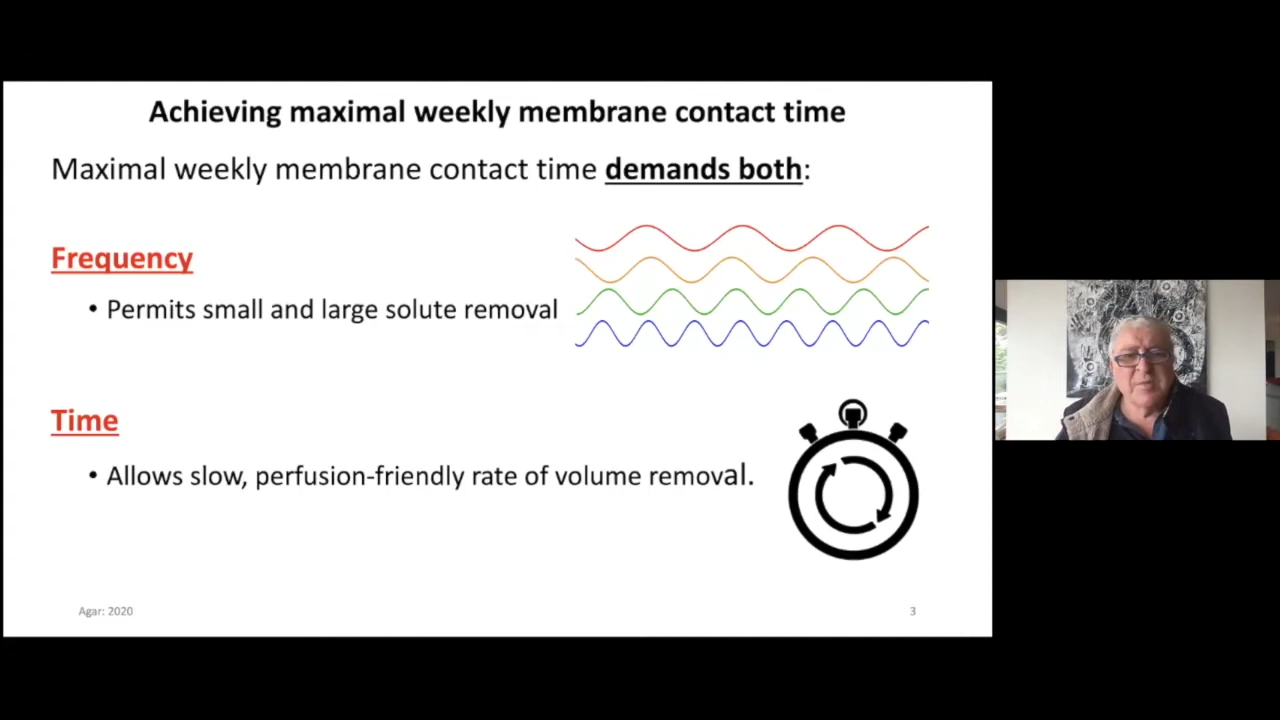 Achieving maximal weekly membrane contact time
Maximal weekly membrane contact time demands both:
Frequency
• Permits small and large solute removal
Time
• Allows slow, perfusion-friendly rate of volume removal.
Agar: 2020
3